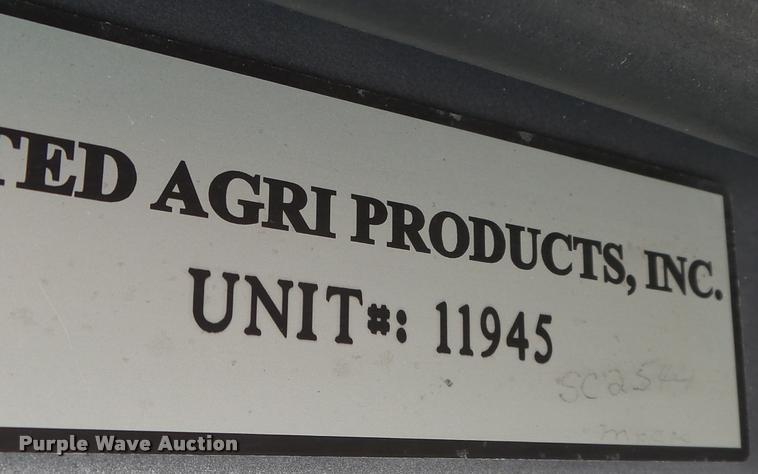 TED AGRI PRODUCTS, INC.
UNIT#: 11945
Purple Wave Auction